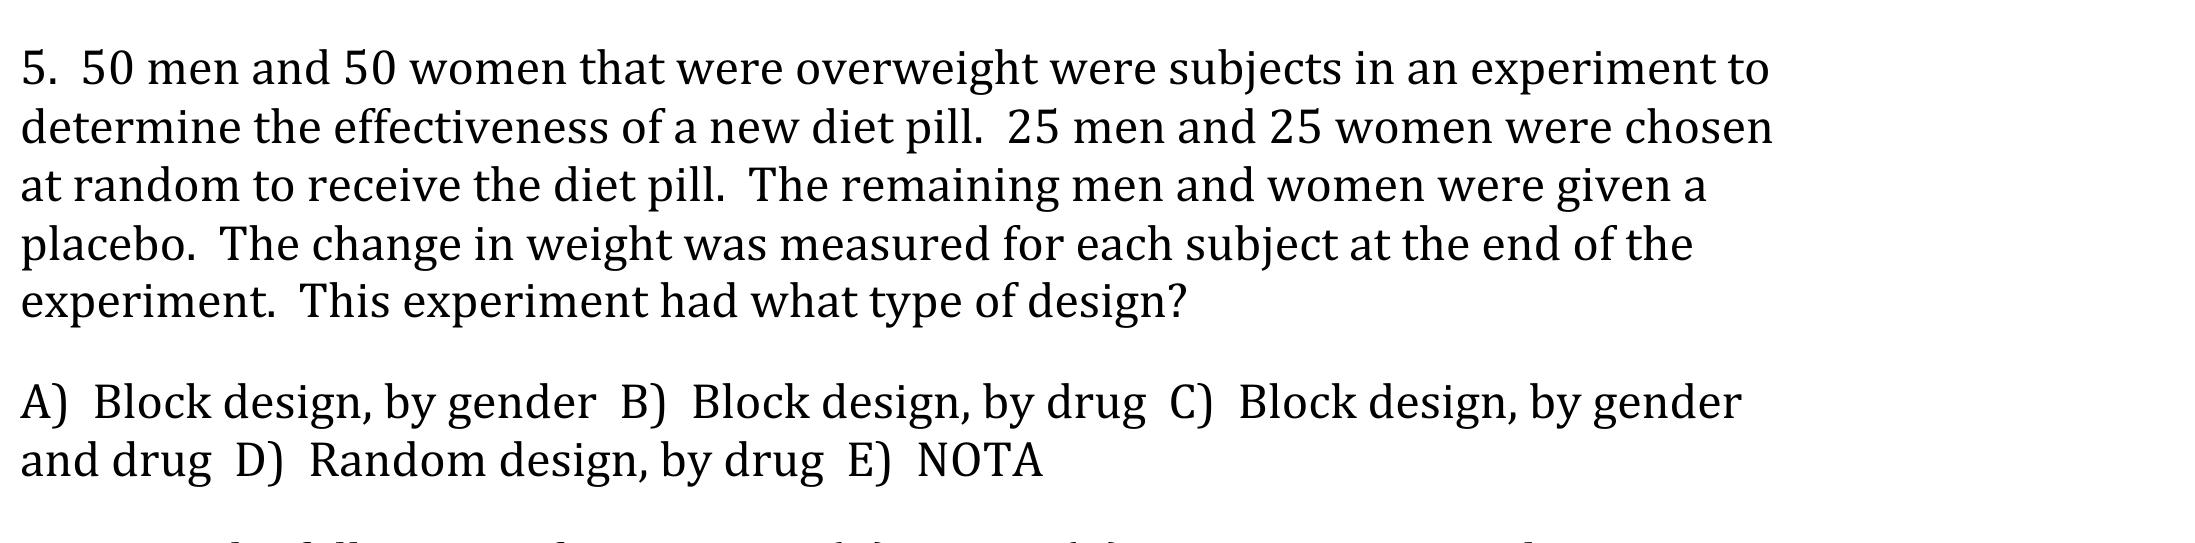 5.  50 men and 50 women that were overweight were subjects in an experiment to
determine the effectiveness of a new diet pill.  25 men and 25 women were chosen
at random to receive the diet pill.  The remaining men and women were given a
placebo.  The change in weight was measured for each subject at the end of the
experiment.  This experiment had what type of design?
A)  Block design, by gender  B)  Block design, by drug  C)  Block design, by gender
and drug  D)  Random design, by drug  E)  NOTA